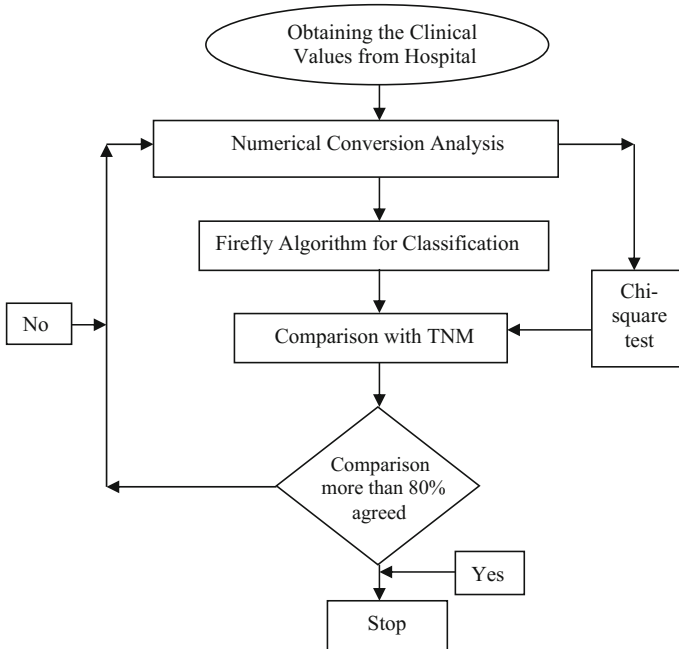 Obtaining the Clinical
Values from Hospital
Numerical Conversion Analysis
Firefly Algorithm for Classification
No
Comparison with TNM
Chi-
square
test
Comparison
more than 80%
agreed
Yes
Stop